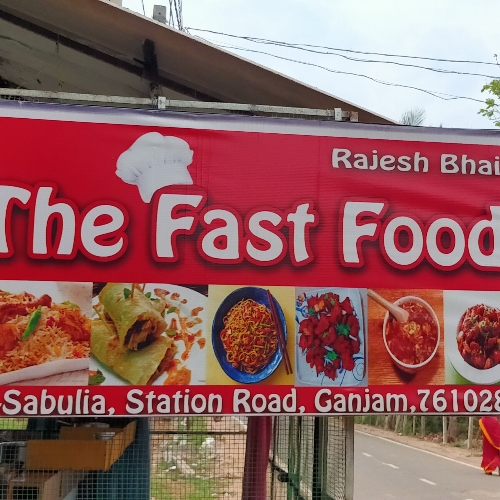 Rajesh Bhai
The Fast Food
-Sabulia, Station Road, Ganjam,761028